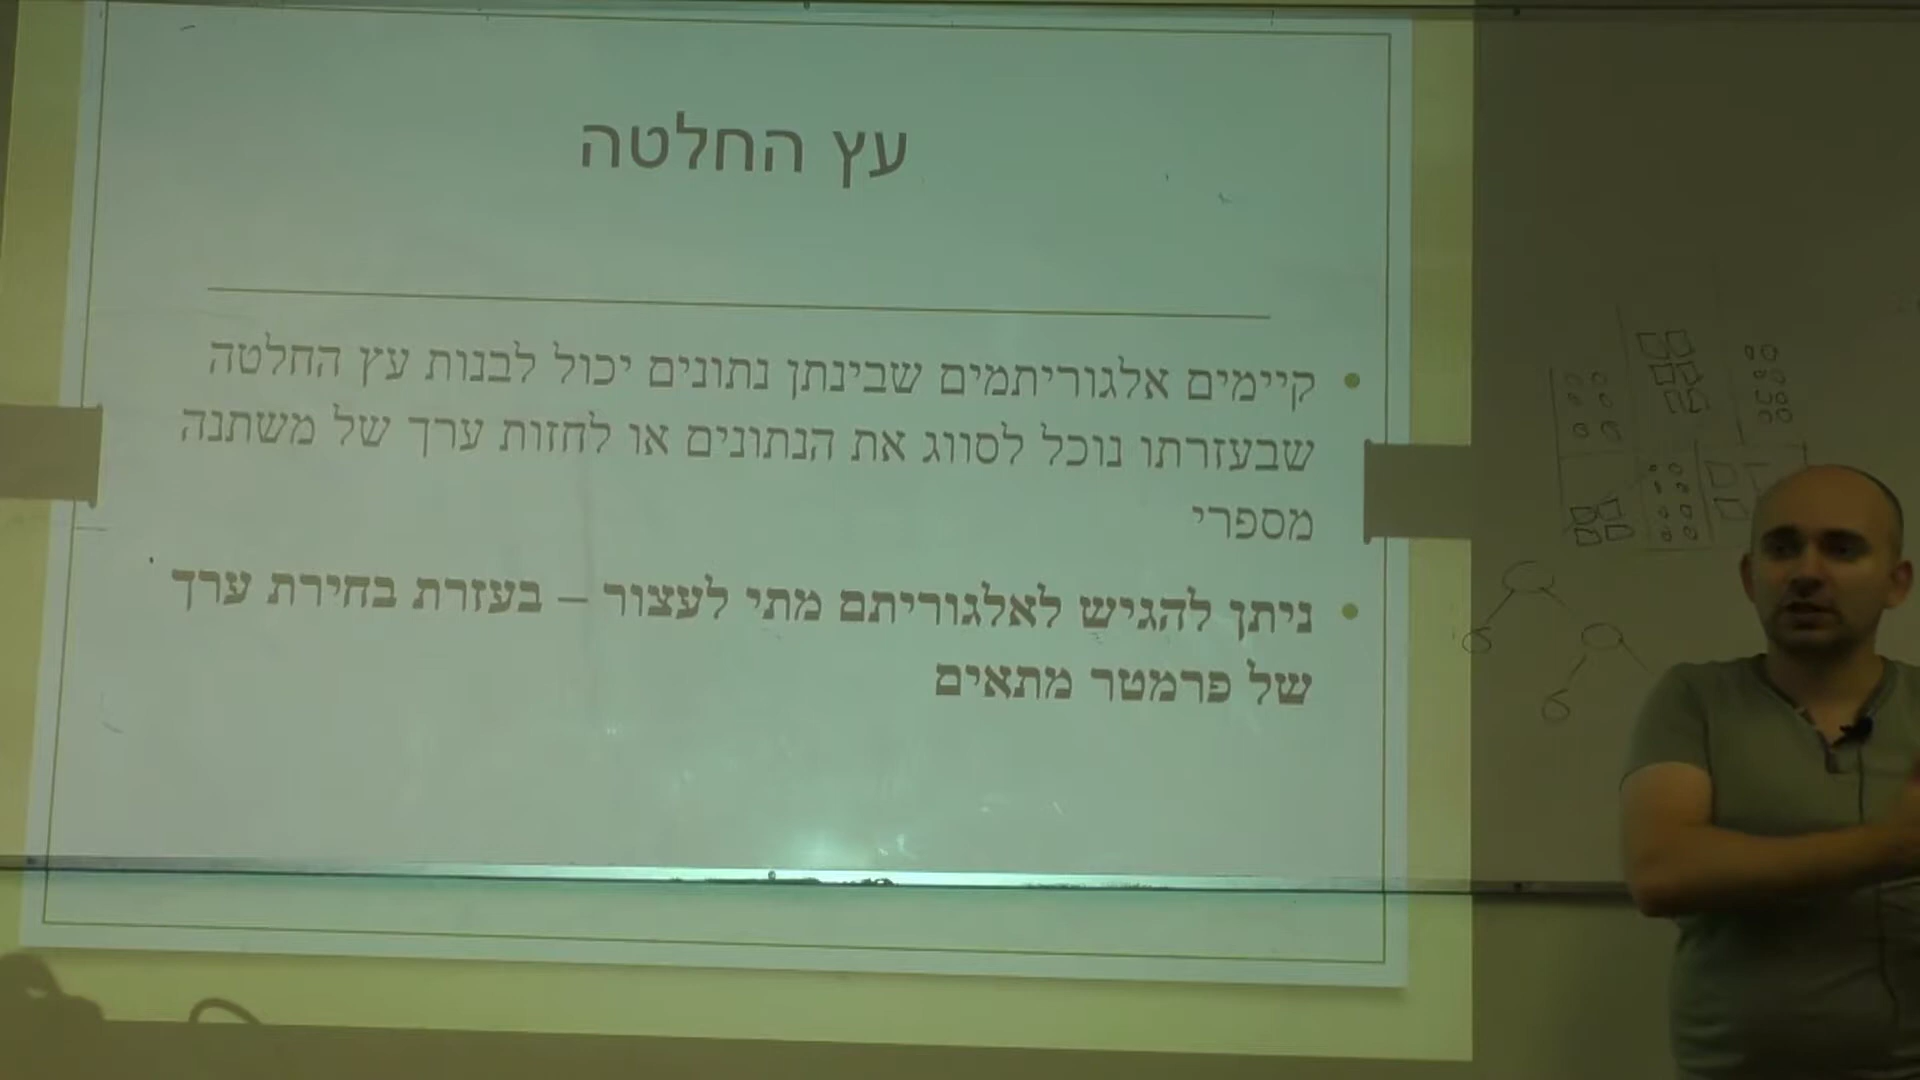 עץ החלטה
קיימים אלגוריתמים שבינתן נתונים יכול לבנות עץ החלטה
שבעזרתו נוכל לסווג את הנתונים או לחזות ערך של משתנה
מספרי
ניתן להגיש לאלגוריתם מתי לעצור – בעזרת בחירת ערך
של פרמטר מתאים